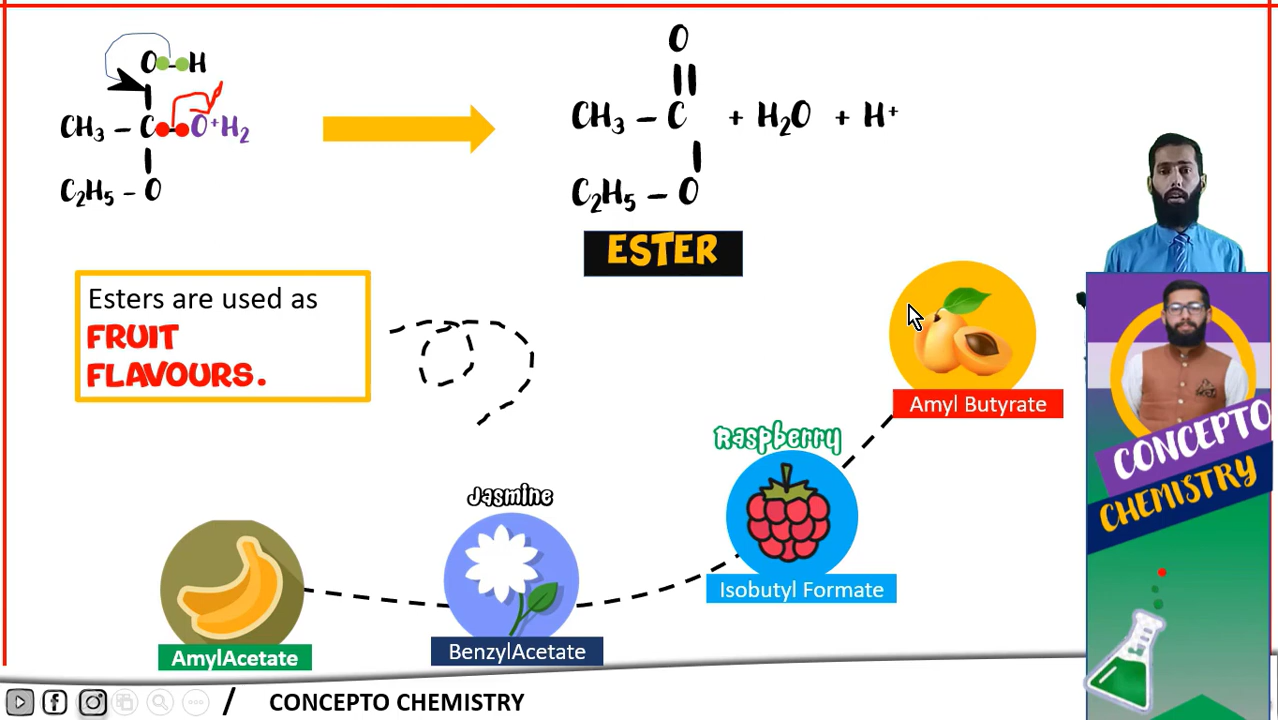 O - H
CH₃ - C - O⁺H₂
C₂H₅ - O
O
CH₃ - C + H₂O + H⁺
C₂H₅ - O
ESTER
Esters are used as
FRUIT
FLAVOURS.
Amyl Butyrate
Raspberry
Isobutyl Formate
Jasmine
BenzylAcetate
AmylAcetate
CONCEPTO
CHEMISTRY
/ CONCEPTO CHEMISTRY